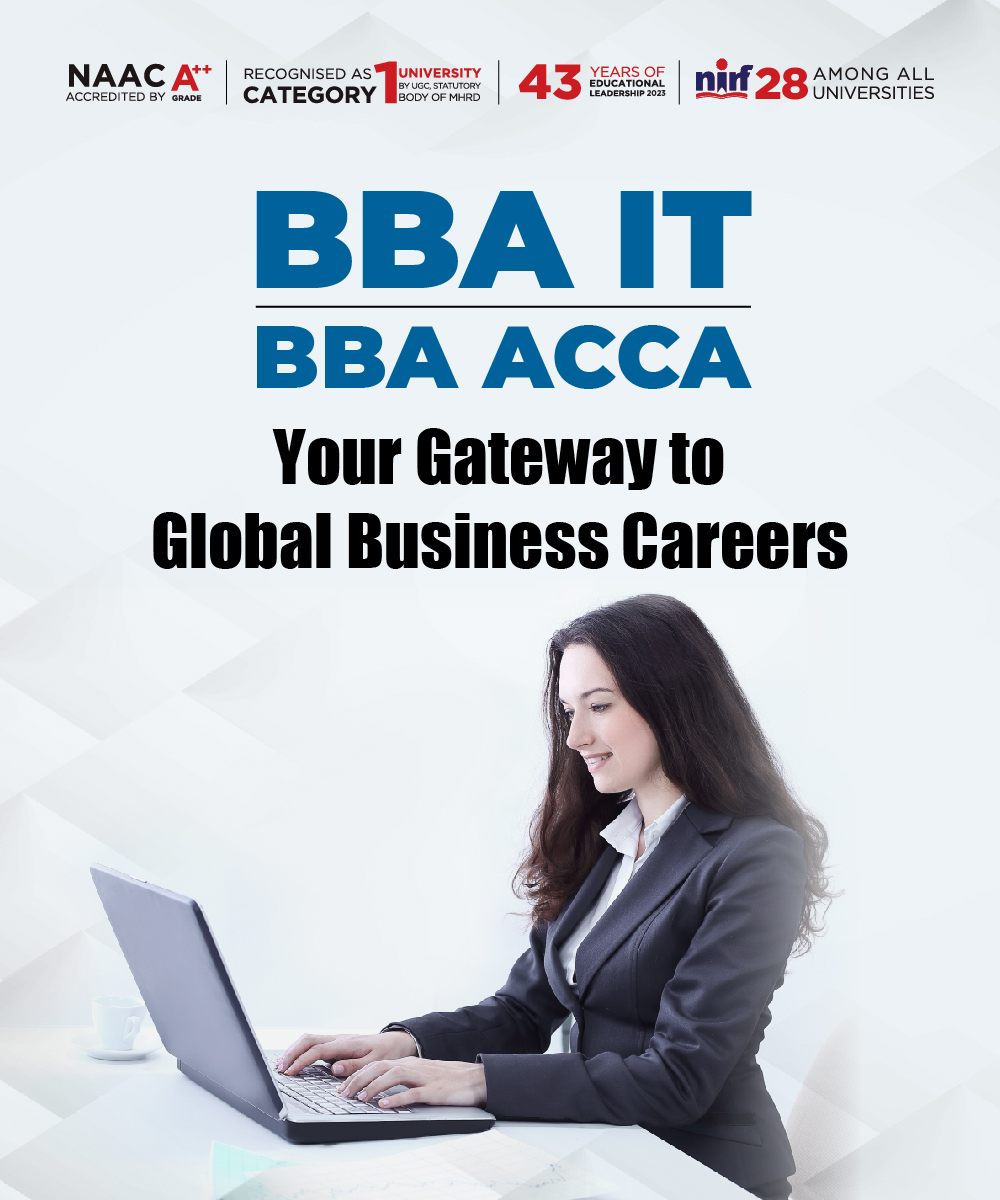 NAAC A++
ACCREDITED BY GRADE
RECOGNISED AS
CATEGORY 1
UNIVERSITY
BY UGC, STATUTORY
BODY OF MHRD
43
YEARS OF
EDUCATIONAL
LEADERSHIP 2023
nirf 28
AMONG ALL
UNIVERSITIES
BBA IT
BBA ACCA
Your Gateway to
Global Business Careers